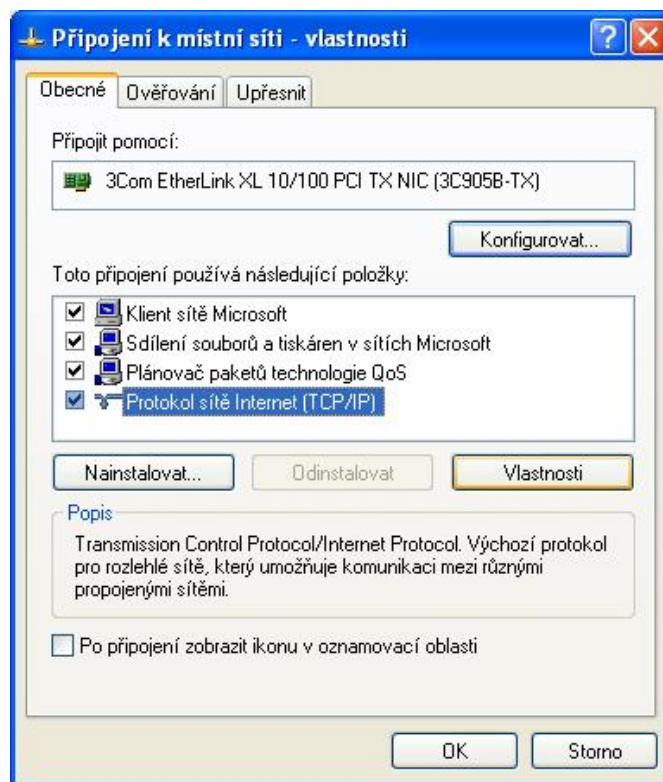 Připojení k místní síti - vlastnosti
Obecné
Ověřování
Upřesnit
Připojit pomocí:
3Com EtherLink XL 10/100 PCI TX NIC (3C905B-TX)
Konfigurovat...
Toto připojení používá následující položky:
Klient sítě Microsoft
Sdílení souborů a tiskáren v sítích Microsoft
Plánovač paketů technologie QoS
Protokol sítě Internet (TCP/IP)
Nainstalovat...
Odinstalovat
Vlastnosti
Popis
Transmission Control Protocol/Internet Protocol. Výchozí protokol
pro rozlehlé sítě, který umožňuje komunikaci mezi různými
propojenými sítěmi.
Po připojení zobrazit ikonu v oznamovací oblasti
OK
Storno